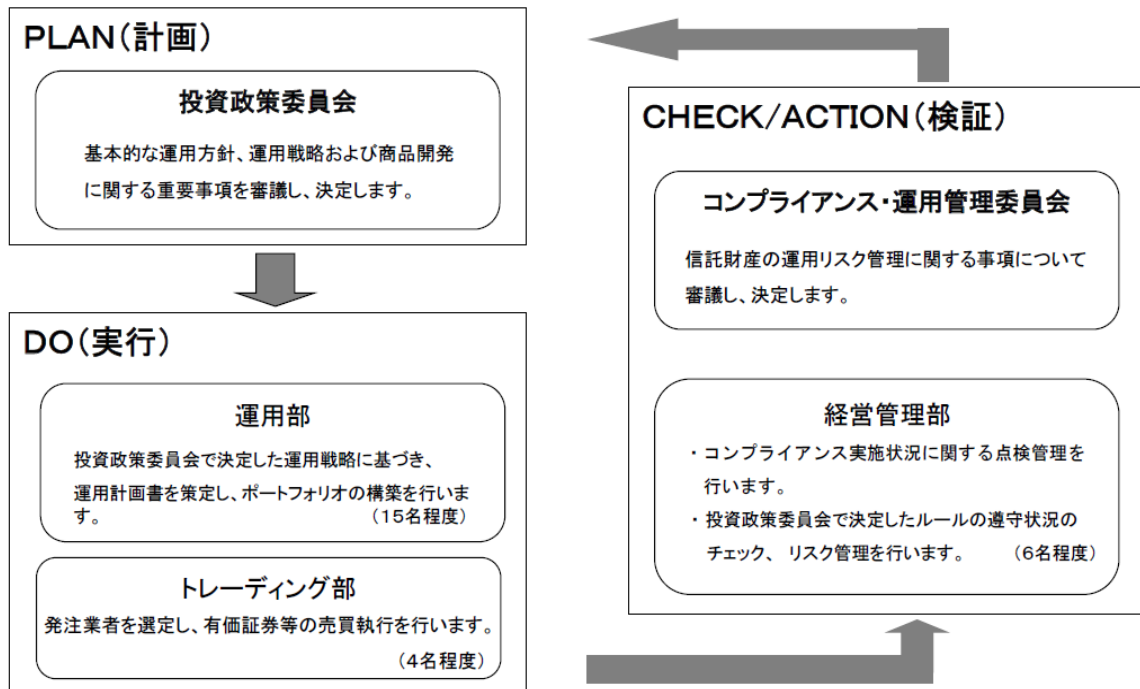 PLAN(計画)
投資政策委員会
基本的な運用方針、運用戦略および商品開発
に関する重要事項を審議し、決定します。
DO(実行)
運用部
投資政策委員会で決定した運用戦略に基づき、
運用計画書を策定し、ポートフォリオの構築を行いま
す。 (15名程度)
トレーディング部
発注業者を選定し、有価証券等の売買執行を行います。
(4名程度)
CHECK/ACTION(検証)
コンプライアンス・運用管理委員会
信託財産の運用リスク管理に関する事項について
審議し、決定します。
経営管理部
・コンプライアンス実施状況に関する点検管理を
行います。
・投資政策委員会で決定したルールの遵守状況の
チェック、 リスク管理を行います。 (6名程度)